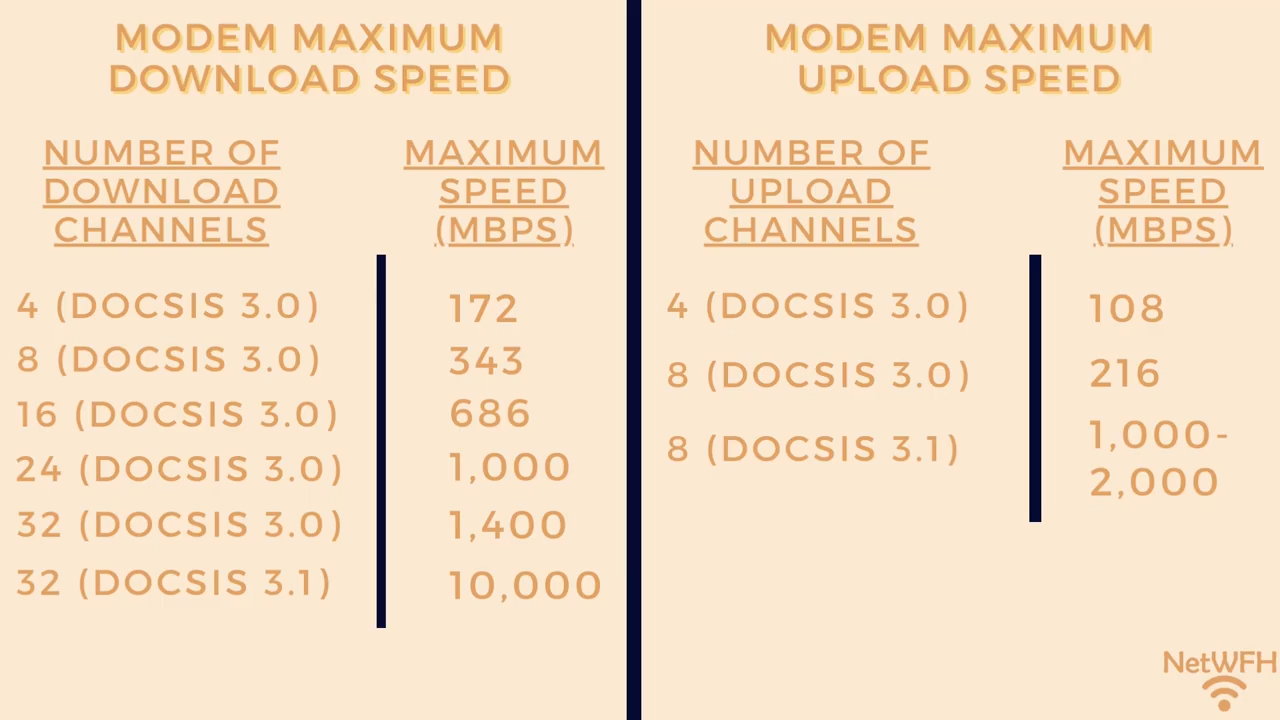 MODEM MAXIMUM
DOWNLOAD SPEED
NUMBER OF
DOWNLOAD
CHANNELS
MAXIMUM
SPEED
(MBPS)
4 (DOCSIS 3.0)
172
8 (DOCSIS 3.0)
343
16 (DOCSIS 3.0)
686
24 (DOCSIS 3.0)
1,000
32 (DOCSIS 3.0)
1,400
32 (DOCSIS 3.1)
10,000
MODEM MAXIMUM
UPLOAD SPEED
NUMBER OF
UPLOAD
CHANNELS
MAXIMUM
SPEED
(MBPS)
4 (DOCSIS 3.0)
108
8 (DOCSIS 3.0)
216
8 (DOCSIS 3.1)
1,000-
2,000
NetWFH